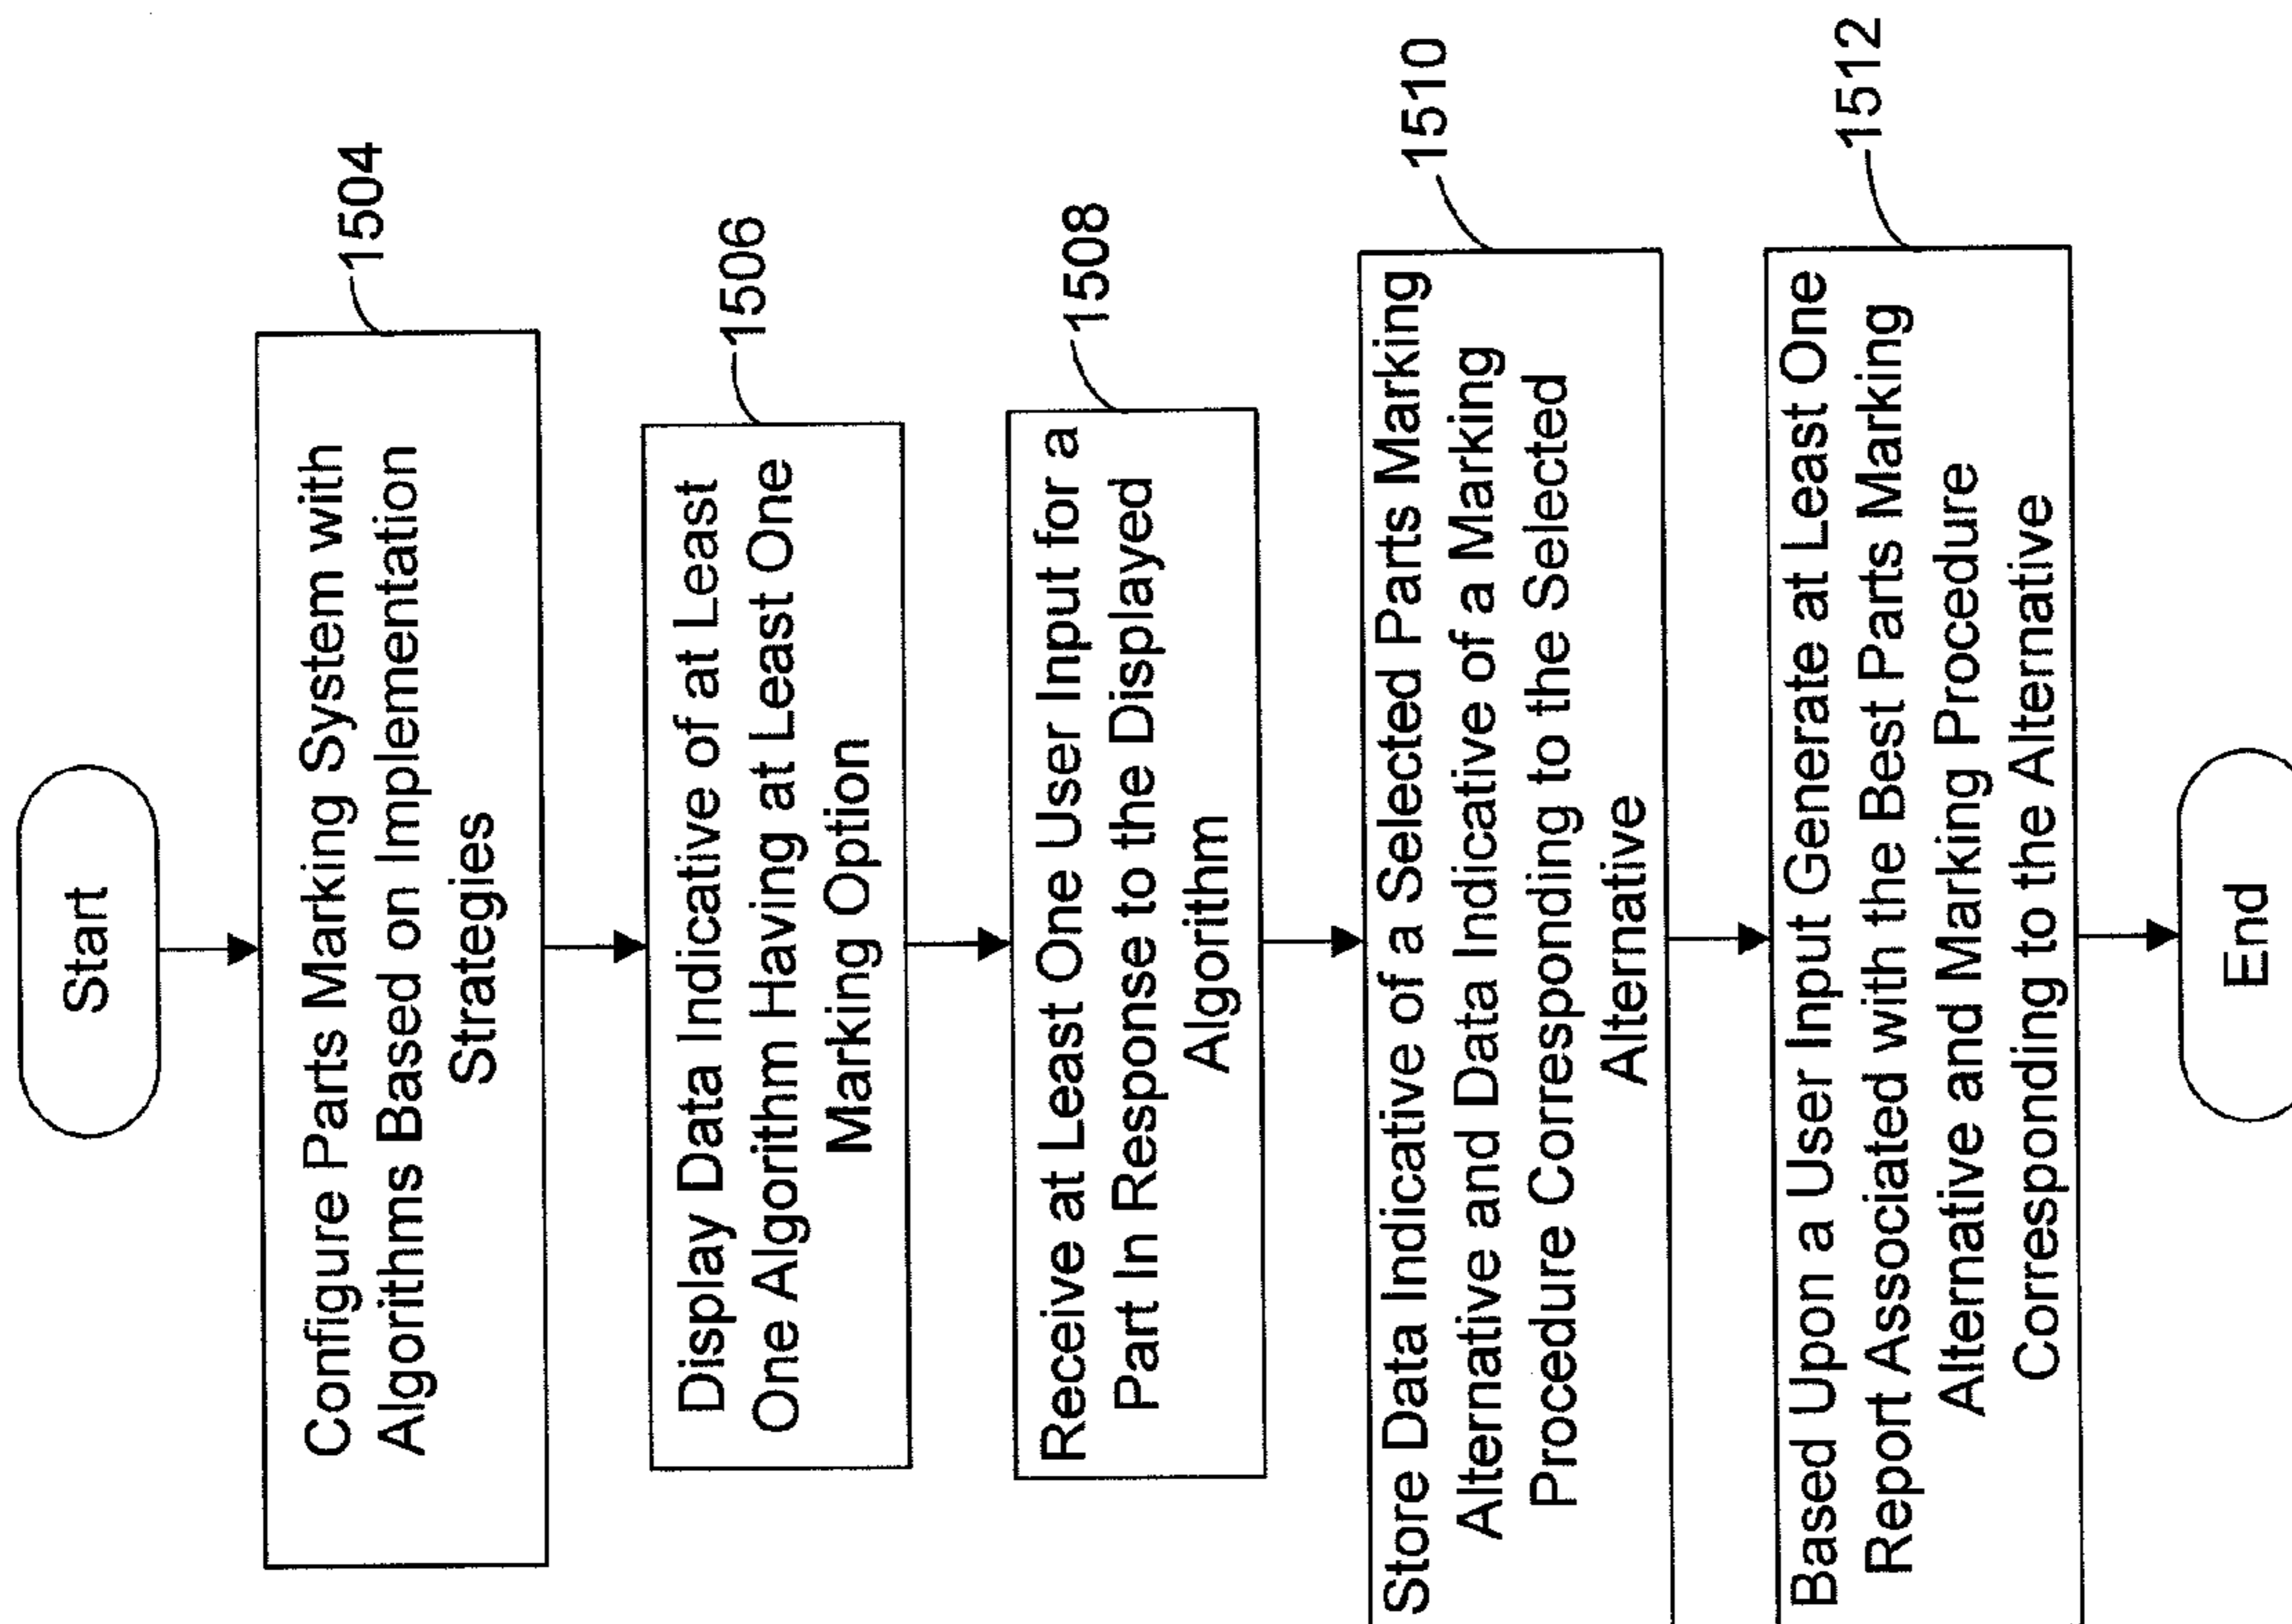 Start
Configure Parts Marking System with
Algorithms Based on Implementation
Strategies
1504
Display Data Indicative of at Least
One Algorithm Having at Least One
Marking Option
1506
Receive at Least One User Input for a
Part In Response to the Displayed
Algorithm
1508
Store Data Indicative of a Selected Parts Marking
Alternative and Data Indicative of a Marking
Procedure Corresponding to the Selected
Alternative
1510
Based Upon a User Input Generate at Least One
Report Associated with the Best Parts Marking
Alternative and Marking Procedure
Corresponding to the Alternative
1512
End